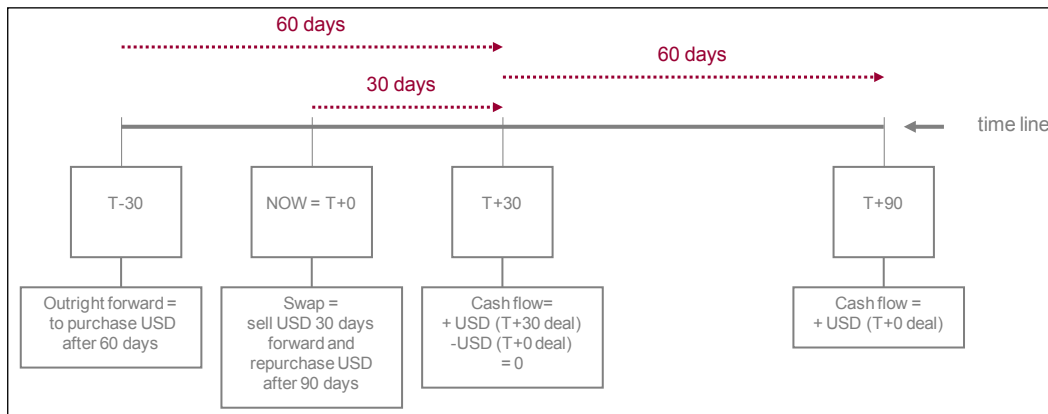 60 days
60 days
30 days
time line
T-30
NOW = T+0
T+30
T+90
Outright forward =
to purchase USD
after 60 days
Swap =
sell USD 30 days
forward and
repurchase USD
after 90 days
Cash flow=
+ USD (T+30 deal)
-USD (T+0 deal)
= 0
Cash flow =
+ USD (T+0 deal)